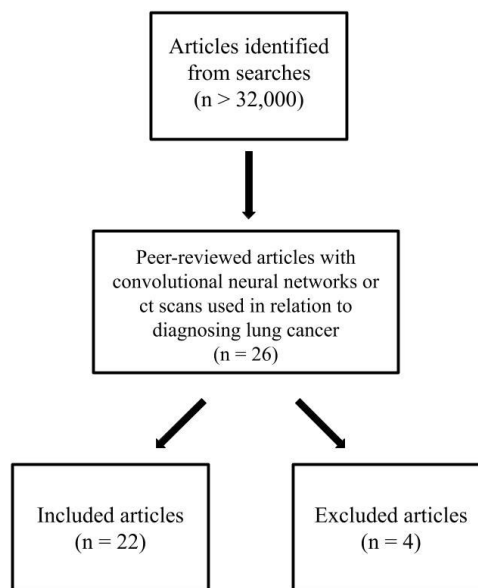 Articles identified
from searches
(n > 32,000)
Peer-reviewed articles with
convolutional neural networks or
ct scans used in relation to
diagnosing lung cancer
(n = 26)
Included articles
(n = 22)
Excluded articles
(n = 4)